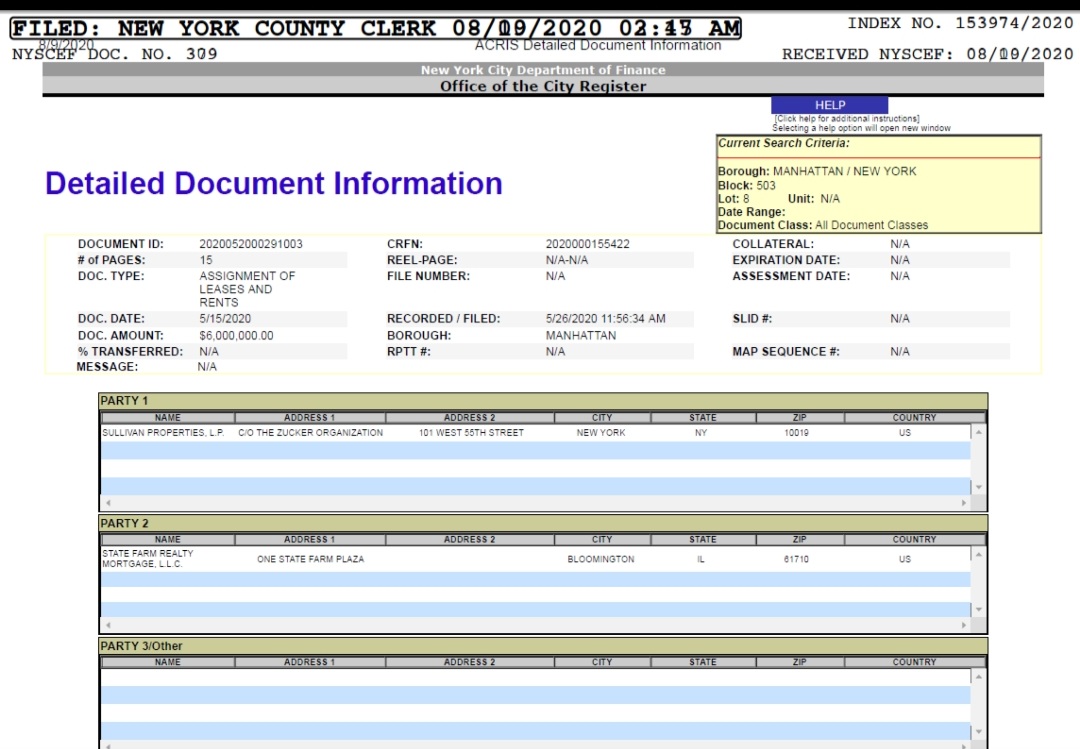 FILED: NEW YORK COUNTY CLERK 08/09/2020 02: AM
INDEX NO. 153974/2020
8/9/2020
ACRIS Detailed Document Information
NYSCEF DOC. NO.
RECEIVED NYSCEF: 08/09/2020
New York City Department of Finance
Office of the City Register
HELP
[Click help for additional instructions]
Selecting a help option will open new window
Current Search Criteria:
Borough: MANHATTAN / NEW YORK
Block: 503
Lot: 8 Unit: N/A
Date Range:
Document Class: All Document Classes
Detailed Document Information
DOCUMENT ID: 2020052000291003 CRFN: 2020000155422 COLLATERAL: N/A
# of PAGES: 15 REEL-PAGE: N/A-N/A EXPIRATION DATE: N/A
DOC. TYPE: ASSIGNMENT OF FILE NUMBER: N/A ASSESSMENT DATE: N/A
LEASES AND
RENTS
DOC. DATE: 5/15/2020 RECORDED / FILED: 5/26/2020 11:56:34 AM SLID #: N/A
DOC. AMOUNT: $6,000,000.00 BOROUGH: MANHATTAN
% TRANSFERRED: N/A RPTT #: N/A MAP SEQUENCE #: N/A
MESSAGE: N/A
PARTY 1
NAME ADDRESS 1 ADDRESS 2 CITY STATE ZIP COUNTRY
SULLIVAN PROPERTIES, L.P. C/O THE ZUCKER ORGANIZATION 101 WEST 55TH STREET NEW YORK NY 10019 US
PARTY 2
NAME ADDRESS 1 ADDRESS 2 CITY STATE ZIP COUNTRY
STATE FARM REALTY
MORTGAGE, L.L.C. ONE STATE FARM PLAZA BLOOMINGTON IL 61710 US
PARTY 3/Other
NAME ADDRESS 1 ADDRESS 2 CITY STATE ZIP COUNTRY